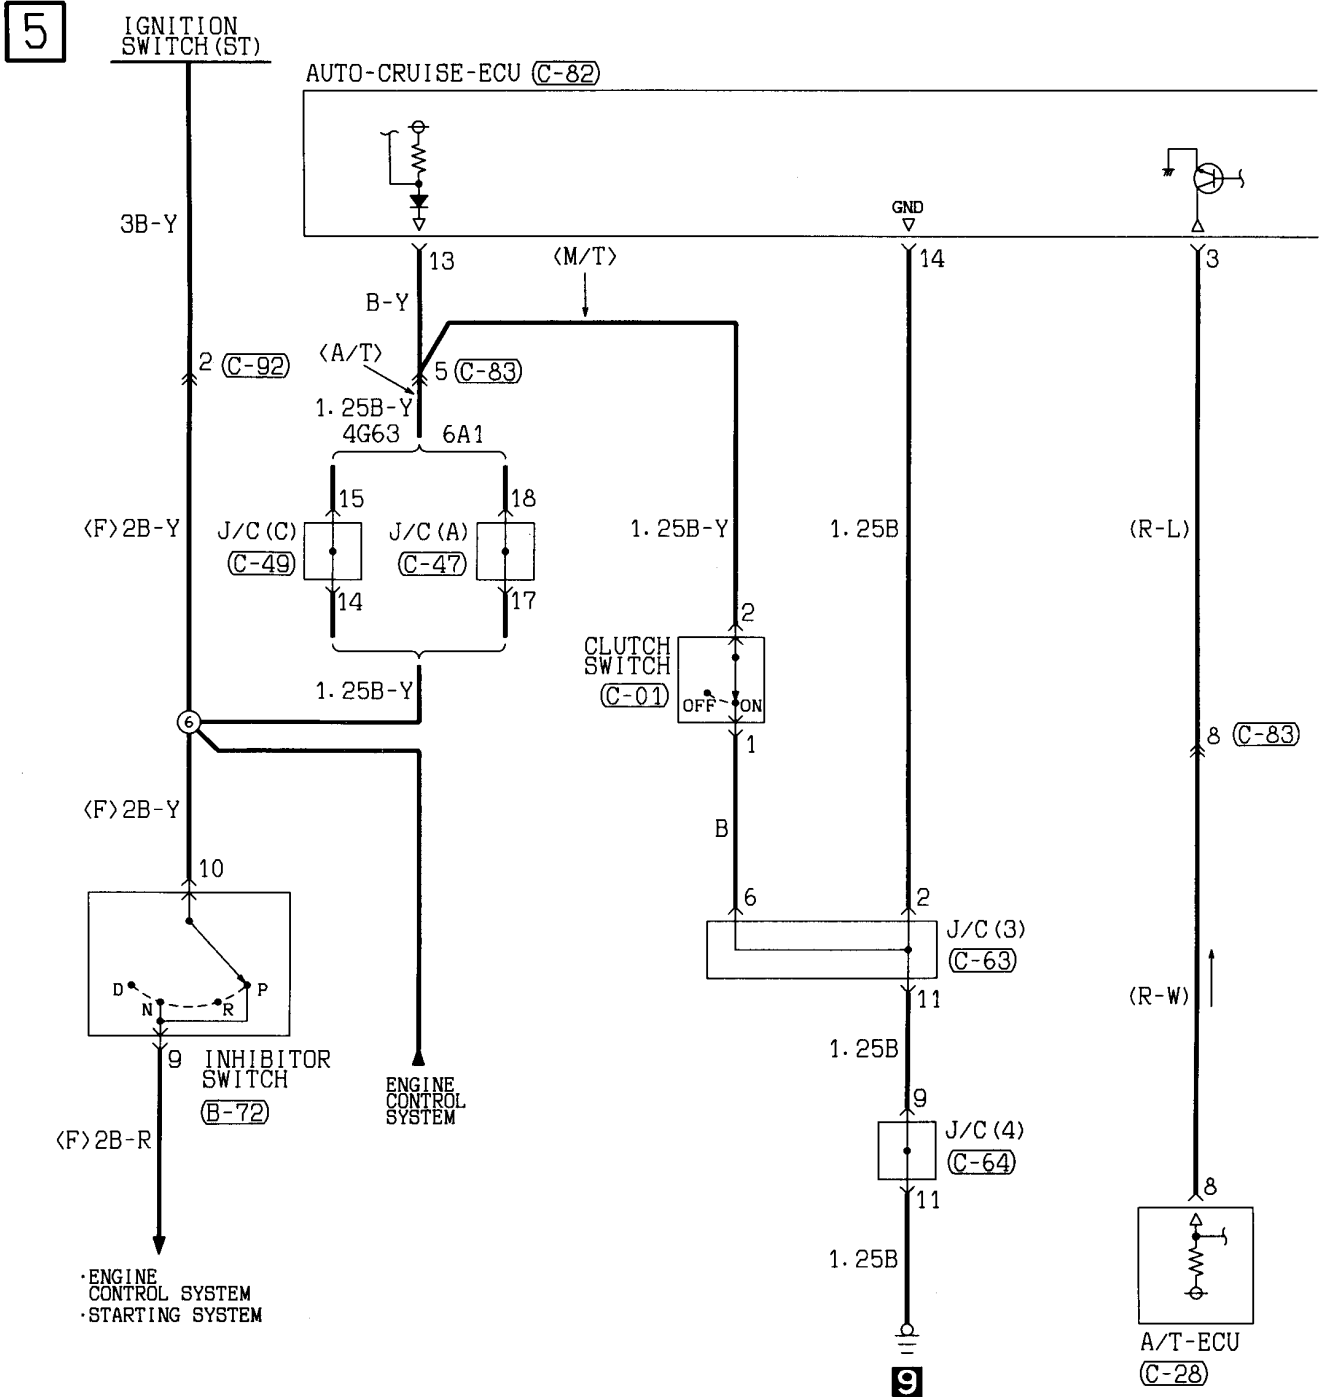 5
IGNITION
SWITCH(ST)
AUTO-CRUISE-ECU (C-82)
GND
3B-Y
13
〈M/T〉
14
3
B-Y
2 (C-92)
〈A/T〉
5 (C-83)
1.25B-Y
4G63 6A1
15
18
〈F〉2B-Y
J/C(C)
J/C(A)
1.25B-Y
1.25B
(R-L)
(C-49)
(C-47)
14
17
2
CLUTCH
SWITCH
(C-01)
OFF ON
1.25B-Y
6
1
8 (C-83)
〈F〉2B-Y
B
10
6
2
J/C(3)
(C-63)
D
N
R
P
11
(R-W)
9
INHIBITOR
SWITCH
(B-72)
1.25B
ENGINE
CONTROL
SYSTEM
9
J/C(4)
(C-64)
〈F〉2B-R
11
8
1.25B
·ENGINE
CONTROL SYSTEM
·STARTING SYSTEM
A/T-ECU
(C-28)
9